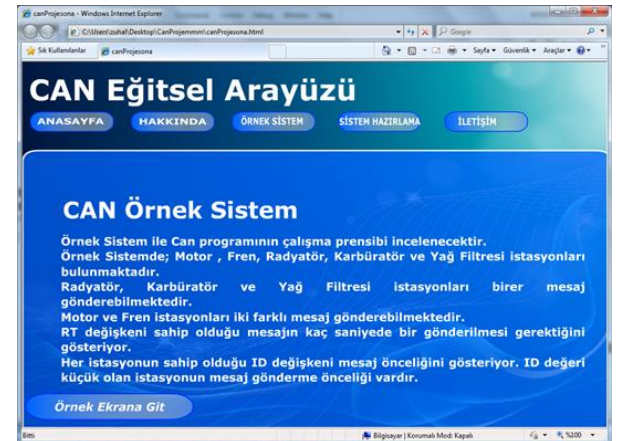 canProjesona - Windows Internet Explorer
C:\Users\zuhal\Desktop\CanProjemmm\canProjesona.html
Google
Sık Kullanılanlar canProjesona Sayfa Güvenlik Araçlar
CAN Eğitsel Arayüzü
ANASAYFA HAKKINDA ÖRNEK SİSTEM SİSTEM HAZIRLAMA İLETİŞİM
CAN Örnek Sistem
Örnek Sistem ile Can programının çalışma prensibi incelenecektir.
Örnek Sistemde; Motor , Fren, Radyatör, Karbüratör ve Yağ Filtresi istasyonları
bulunmaktadır.
Radyatör, Karbüratör ve Yağ Filtresi istasyonları birer mesaj
gönderebilmektedir.
Motor ve Fren istasyonları iki farklı mesaj gönderebilmektedir.
RT değişkeni sahip olduğu mesajın kaç saniyede bir gönderilmesi gerektiğini
gösteriyor.
Her istasyonun sahip olduğu ID değişkeni mesaj önceliğini gösteriyor. ID değeri
küçük olan istasyonun mesaj gönderme önceliği vardır.
Örnek Ekrana Git
Bitti Bilgisayar | Korumalı Mod: Kapalı %100